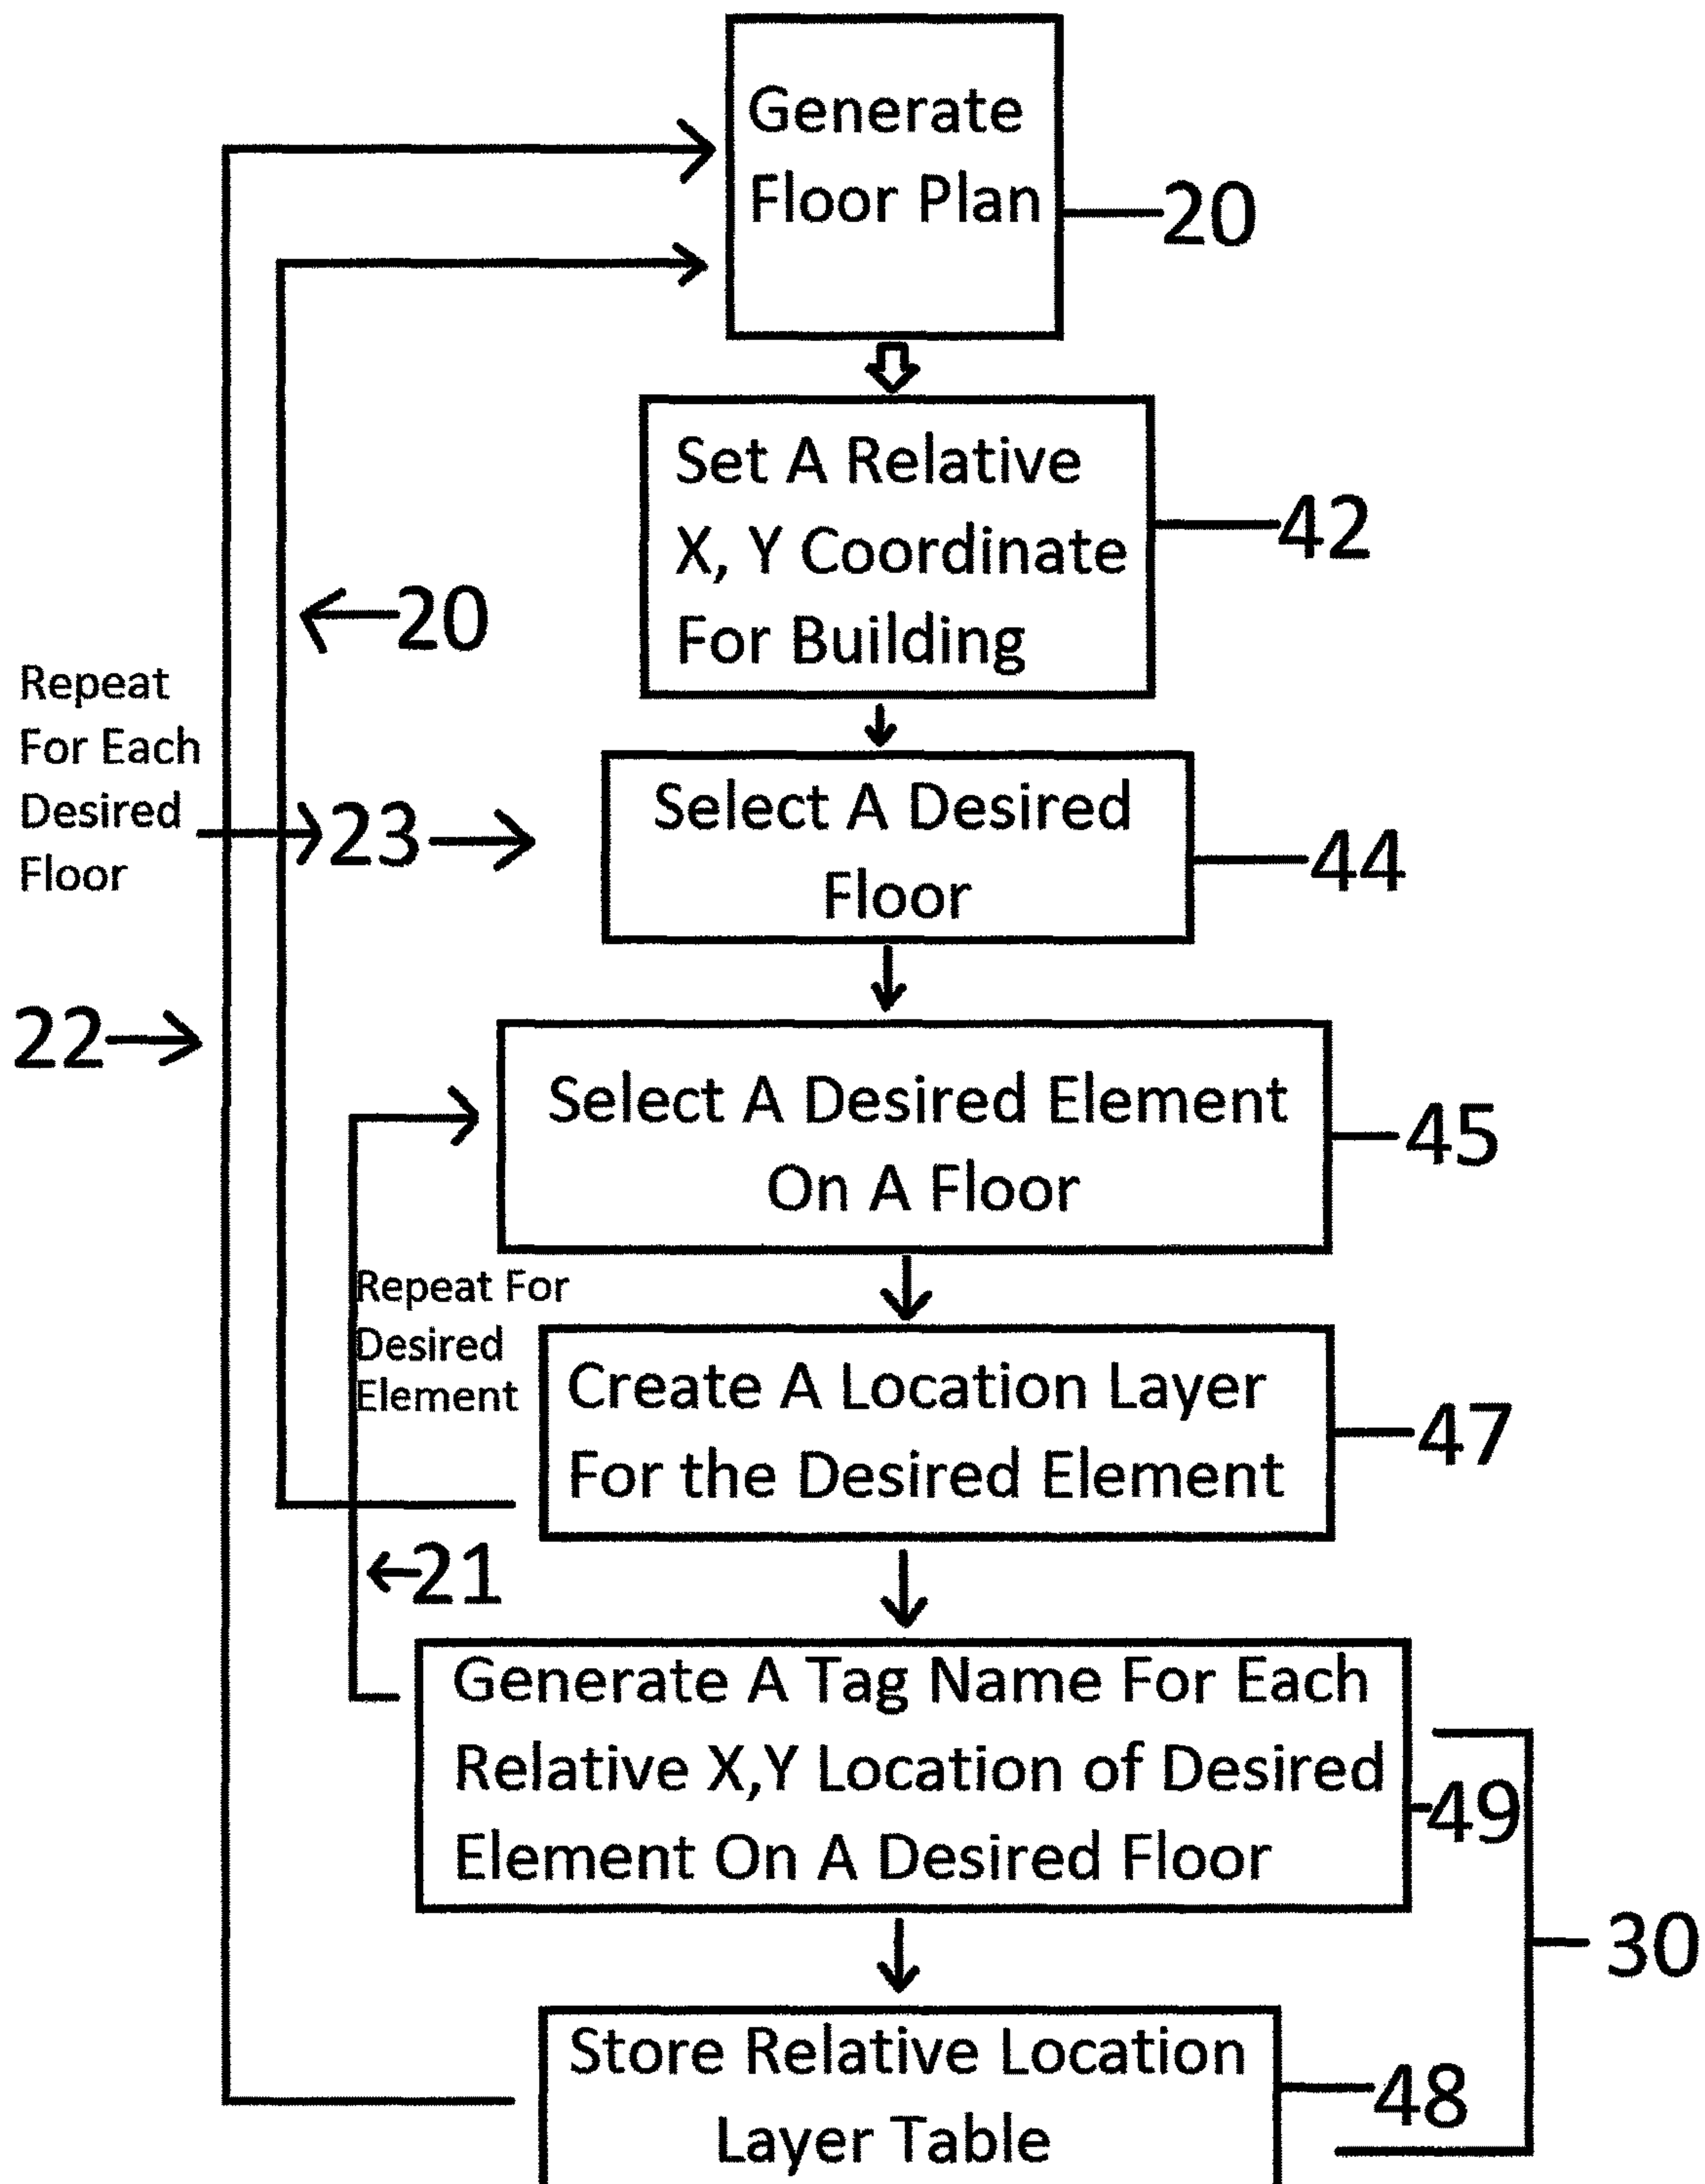 Generate
Floor Plan
20
Set A Relative
X, Y Coordinate
For Building
42
20
Repeat
For Each
Desired
Floor
23
Select A Desired
Floor
44
22
Select A Desired Element
On A Floor
45
Repeat For
Desired
Element
Create A Location Layer
For the Desired Element
47
21
Generate A Tag Name For Each
Relative X,Y Location of Desired
Element On A Desired Floor
49
30
Store Relative Location
Layer Table
48